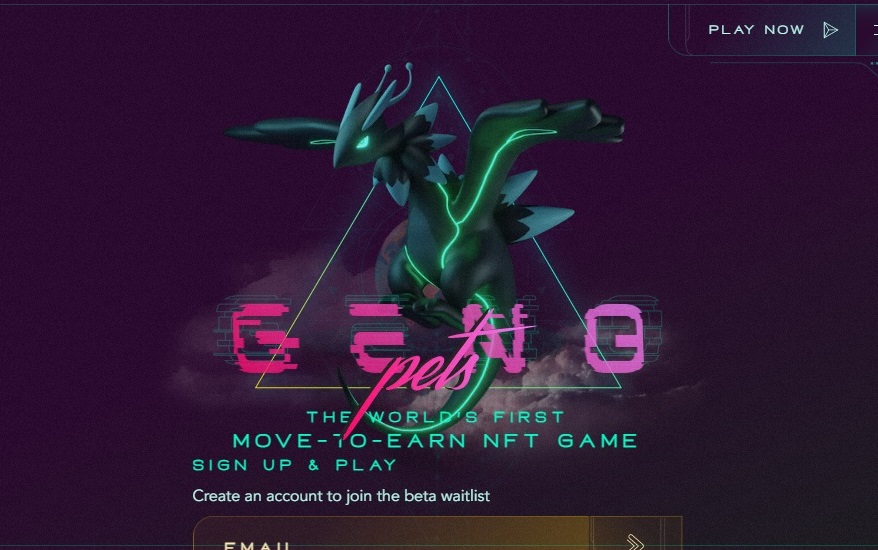 PLAY NOW
GENO
pets
THE WORLD'S FIRST
MOVE-TO-EARN NFT GAME
SIGN UP & PLAY
Create an account to join the beta waitlist
EMAIL